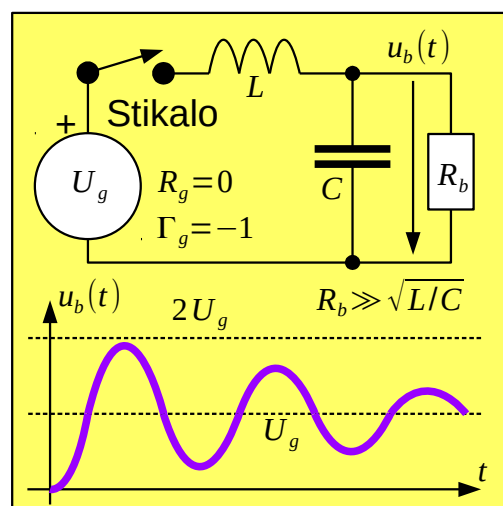 u_b(t)
L
Stikalo
+
U_g
R_g=0
C
R_b
Γ_g=−1
R_b≫√L/C
u_b(t)
2U_g
U_g
t